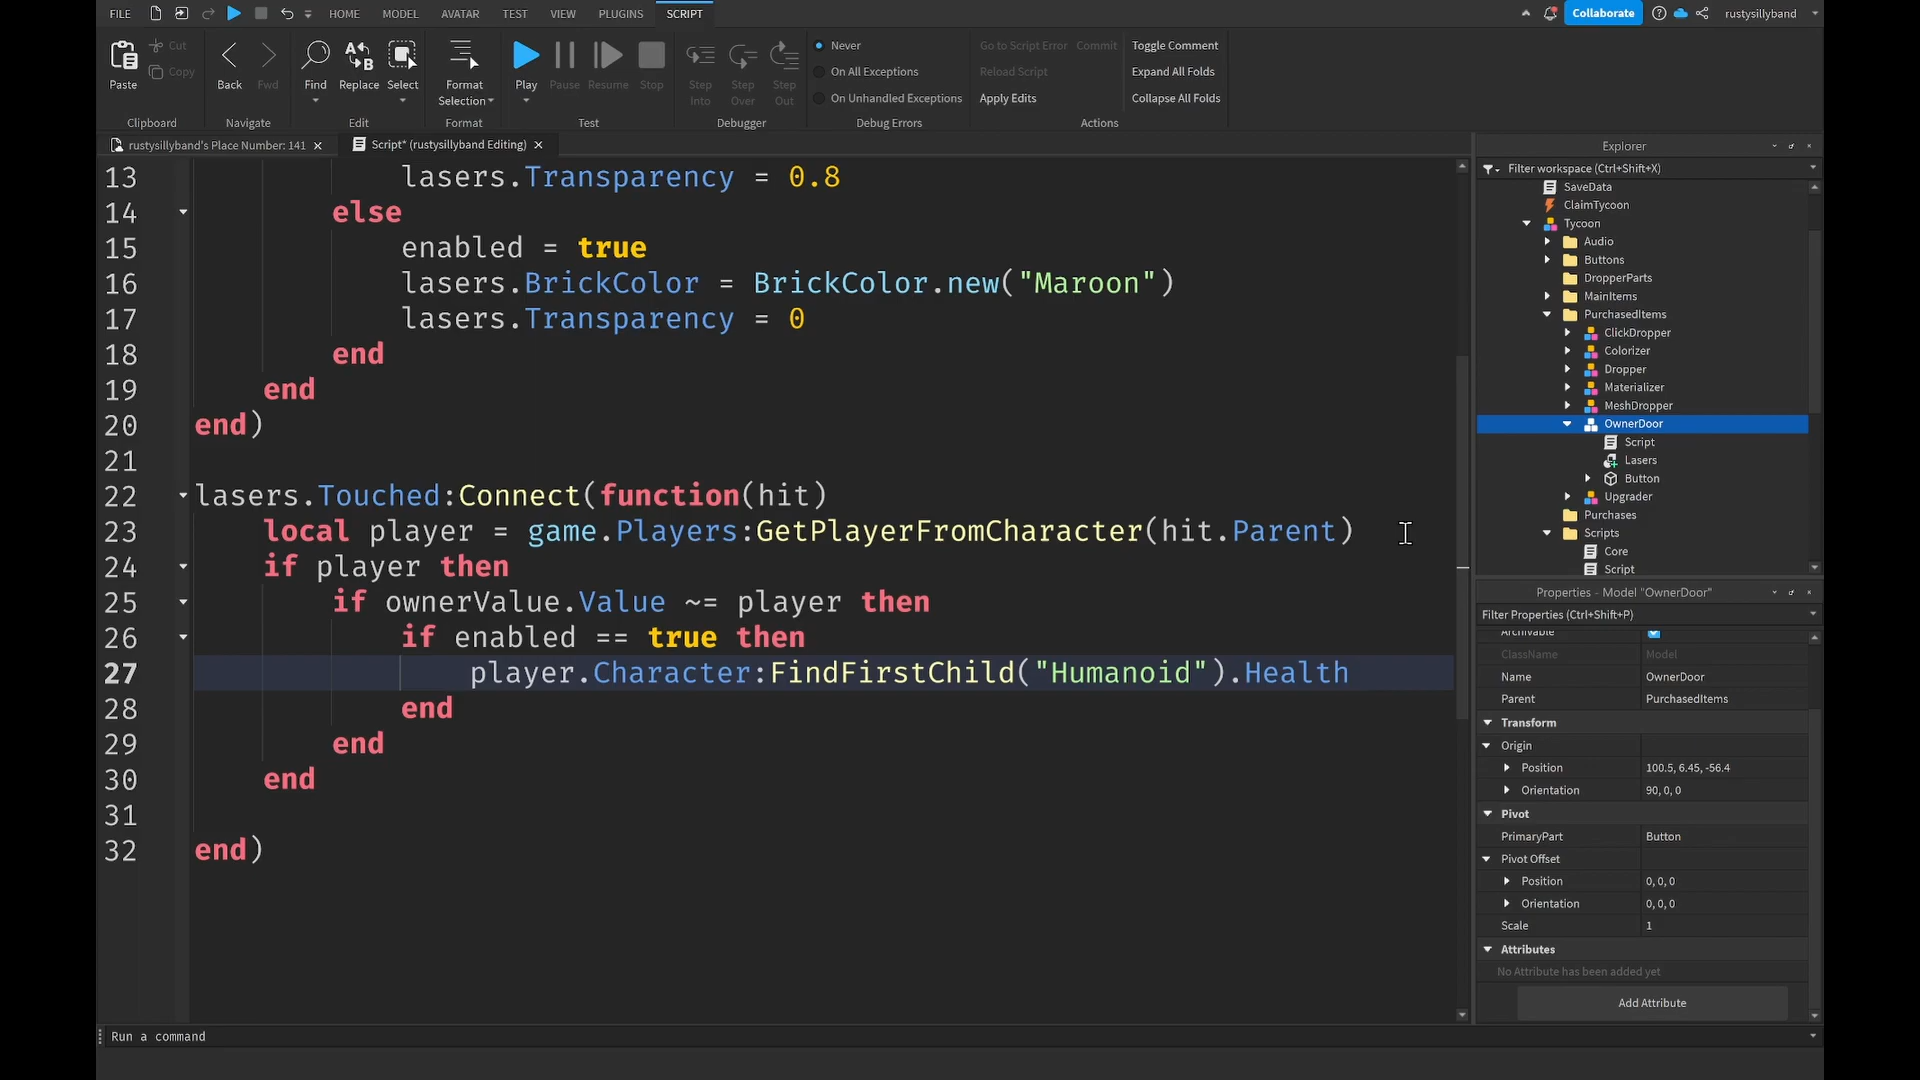 FILE HOME MODEL AVATAR TEST VIEW PLUGINS SCRIPT Collaborate rustysillyband
Paste Cut Copy Clipboard
Back Fwd Navigate
Find Replace Select Edit
Format Selection Format
Play Pause Resume Stop Test
Step Into Step Over Step Out Debugger
Never
On All Exceptions
On Unhandled Exceptions
Debug Errors
Go to Script Error Commit Toggle Comment
Reload Script Expand All Folds
Apply Edits Collapse All Folds
Actions
rustysillyband's Place Number: 141 Script* (rustysillyband Editing)
13 lasers.Transparency = 0.8
14 else
15 enabled = true
16 lasers.BrickColor = BrickColor.new("Maroon")
17 lasers.Transparency = 0
18 end
19 end
20 end)
21
22 lasers.Touched:Connect(function(hit)
23 local player = game.Players:GetPlayerFromCharacter(hit.Parent)
24 if player then
25 if ownerValue.Value ~= player then
26 if enabled == true then
27 player.Character:FindFirstChild("Humanoid").Health
28 end
29 end
30 end
31
32 end)
Run a command
Explorer
Filter workspace (Ctrl+Shift+X)
SaveData
ClaimTycoon
Tycoon
Audio
Buttons
DropperParts
MainItems
PurchasedItems
ClickDropper
Colorizer
Dropper
Materializer
MeshDropper
OwnerDoor
Script
Lasers
Button
Upgrader
Purchases
Scripts
Core
Script
Properties - Model "OwnerDoor"
Filter Properties (Ctrl+Shift+P)
Archivable
ClassName Model
Name OwnerDoor
Parent PurchasedItems
Transform
Origin
Position 100.5, 6.45, -56.4
Orientation 90, 0, 0
Pivot
PrimaryPart Button
Pivot Offset
Position 0, 0, 0
Orientation 0, 0, 0
Scale 1
Attributes
No Attribute has been added yet
Add Attribute